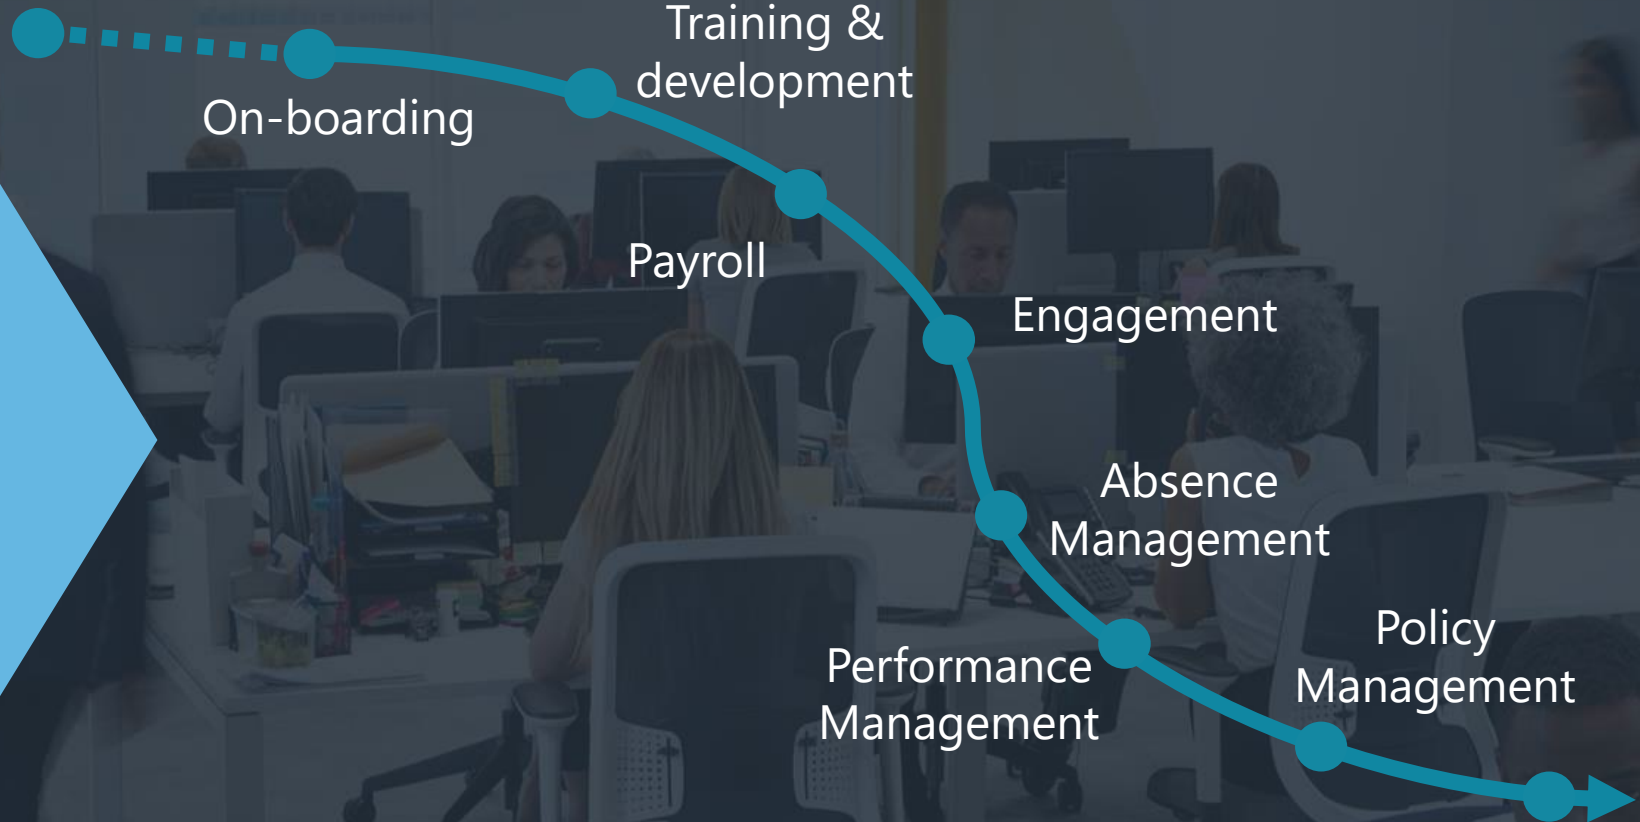 Training &
development
On-boarding
Payroll
Engagement
Absence
Management
Performance
Management
Policy
Management